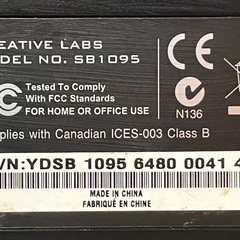 EATIVE LABS
DEL NO. SB1095
Tested To Comply
With FCC Standards
FOR HOME OR OFFICE USE
N136
plies with Canadian ICES-003 Class B
/N:YDSB 1095 6480 0041 4
MADE IN CHINA
FABRIQUÉ EN CHINE